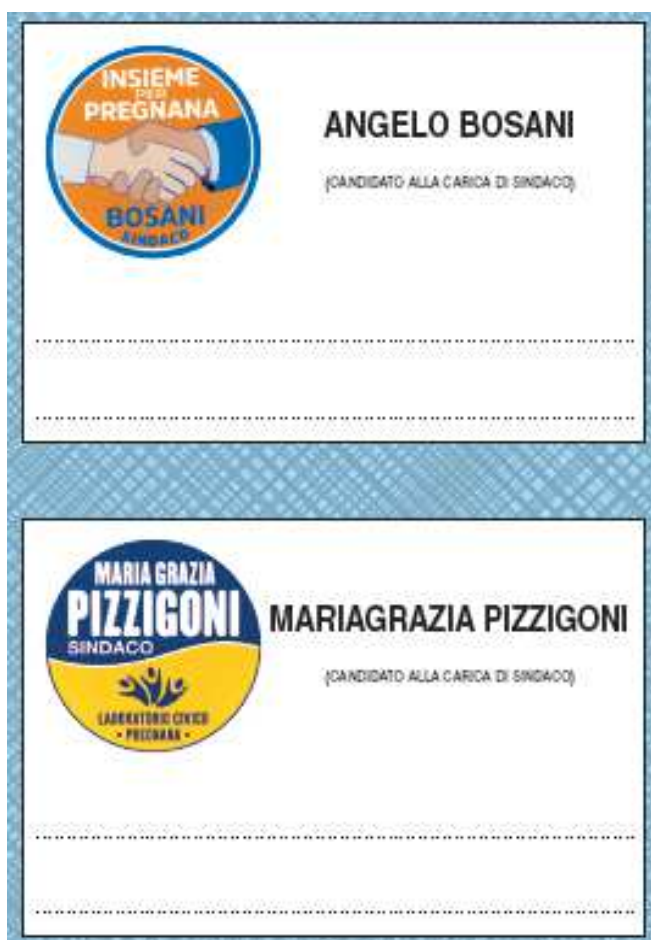 INSIEME
PER
PREGNANA
BOSANI
SINDACO
ANGELO BOSANI
(CANDIDATO ALLA CARICA DI SINDACO)
MARIA GRAZIA
PIZZIGONI
SINDACO
LABORATORIO CIVICO
• PREGNANA •
MARIAGRAZIA PIZZIGONI
(CANDIDATO ALLA CARICA DI SINDACO)